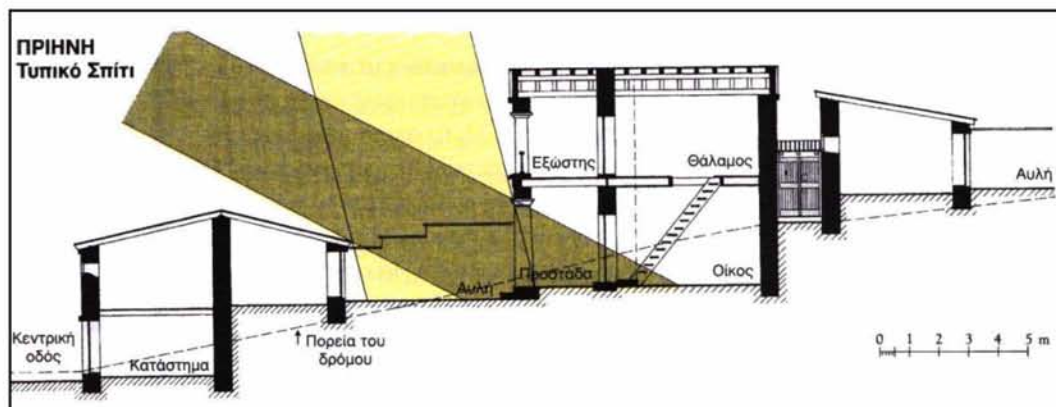 ΠΡΙΗΝΗ
Τυπικό Σπίτι
Εξώστης
Θάλαμος
Αυλή
Αυλή
Προστάδα
Οίκος
Κεντρική
οδός
Κατάστημα
Πορεία του
δρόμου
0 1 2 3 4 5 m